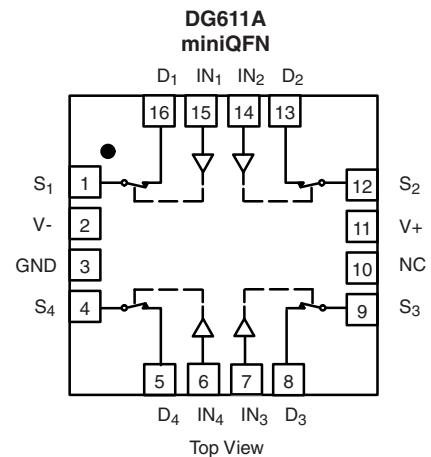 DG611A
miniQFN
D1 IN1 IN2 D2
16 15 14 13
S1 1 12 S2
V- 2 11 V+
GND 3 10 NC
S4 4 9 S3
5 6 7 8
D4 IN4 IN3 D3
Top View